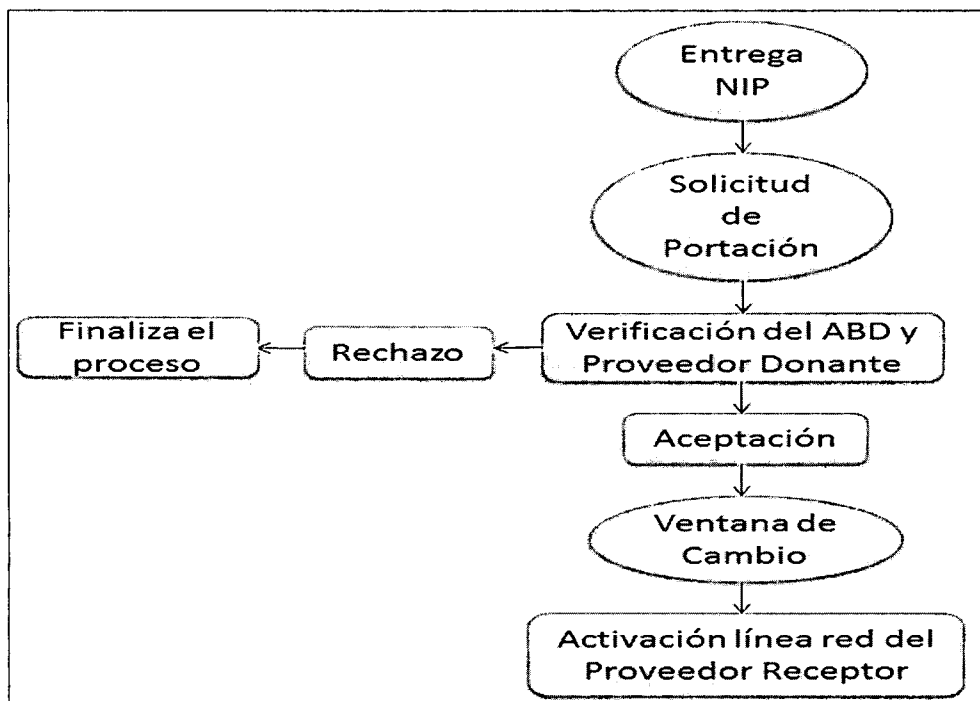 Entrega
NIP
Solicitud
de
Portación
Verificación del ABD y
Proveedor Donante
Rechazo
Finaliza el
proceso
Aceptación
Ventana de
Cambio
Activación línea red del
Proveedor Receptor